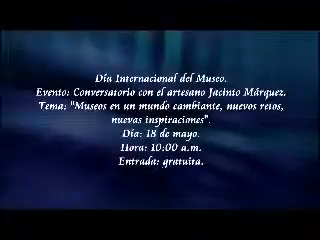 Día Internacional del Museo.
Evento: Conversatorio con el artesano Jacinto Márquez.
Tema: "Museos en un mundo cambiante, nuevos retos,
nuevas inspiraciones".
Día: 18 de mayo.
Hora: 10:00 a.m.
Entrada: gratuita.